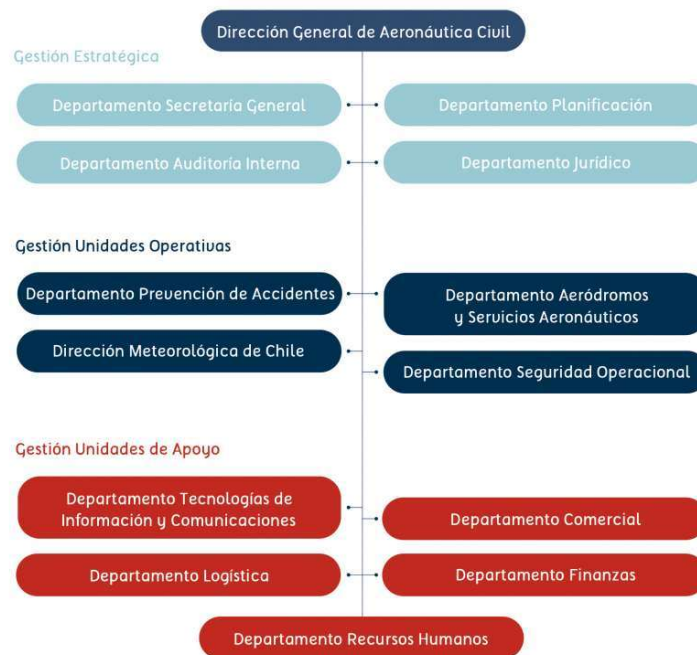 Dirección General de Aeronáutica Civil
Gestión Estratégica
Departamento Secretaría General
Departamento Planificación
Departamento Auditoría Interna
Departamento Jurídico
Gestión Unidades Operativas
Departamento Prevención de Accidentes
Departamento Aeródromos
y Servicios Aeronáuticos
Dirección Meteorológica de Chile
Departamento Seguridad Operacional
Gestión Unidades de Apoyo
Departamento Tecnologías de
Información y Comunicaciones
Departamento Comercial
Departamento Logística
Departamento Finanzas
Departamento Recursos Humanos